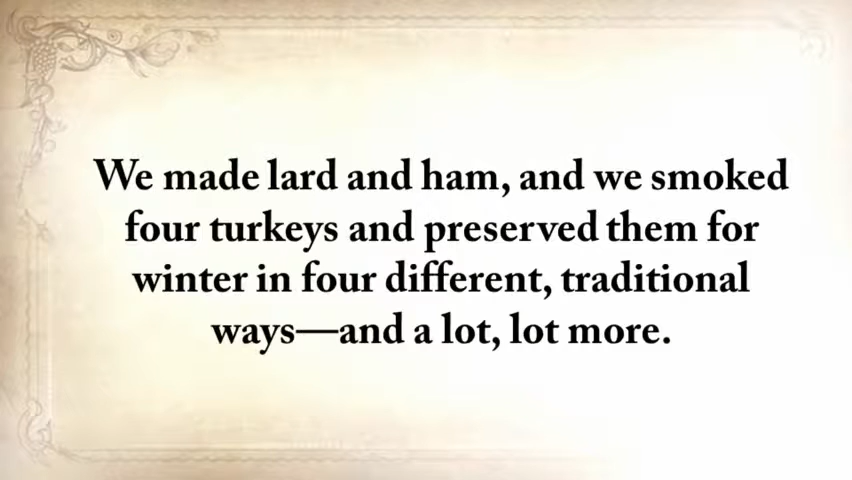 We made lard and ham, and we smoked
four turkeys and preserved them for
winter in four different, traditional
ways—and a lot, lot more.